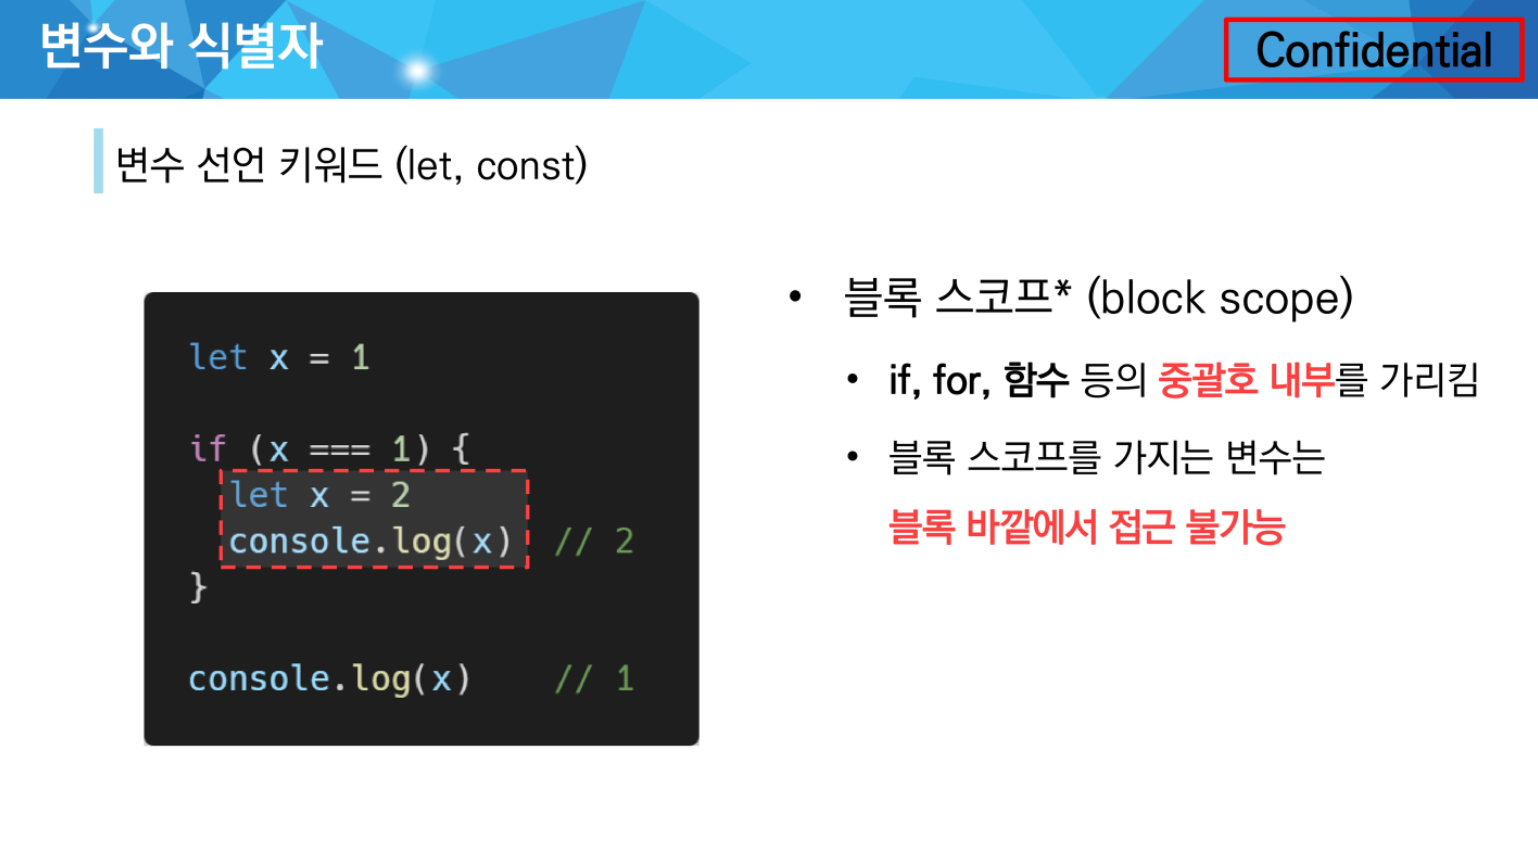 변수와 식별자
Confidential
변수 선언 키워드 (let, const)
let x = 1
if (x === 1) {
let x = 2
console.log(x) // 2
}
console.log(x) // 1
• 블록 스코프* (block scope)
• if, for, 함수 등의 중괄호 내부를 가리킴
• 블록 스코프를 가지는 변수는
블록 바깥에서 접근 불가능